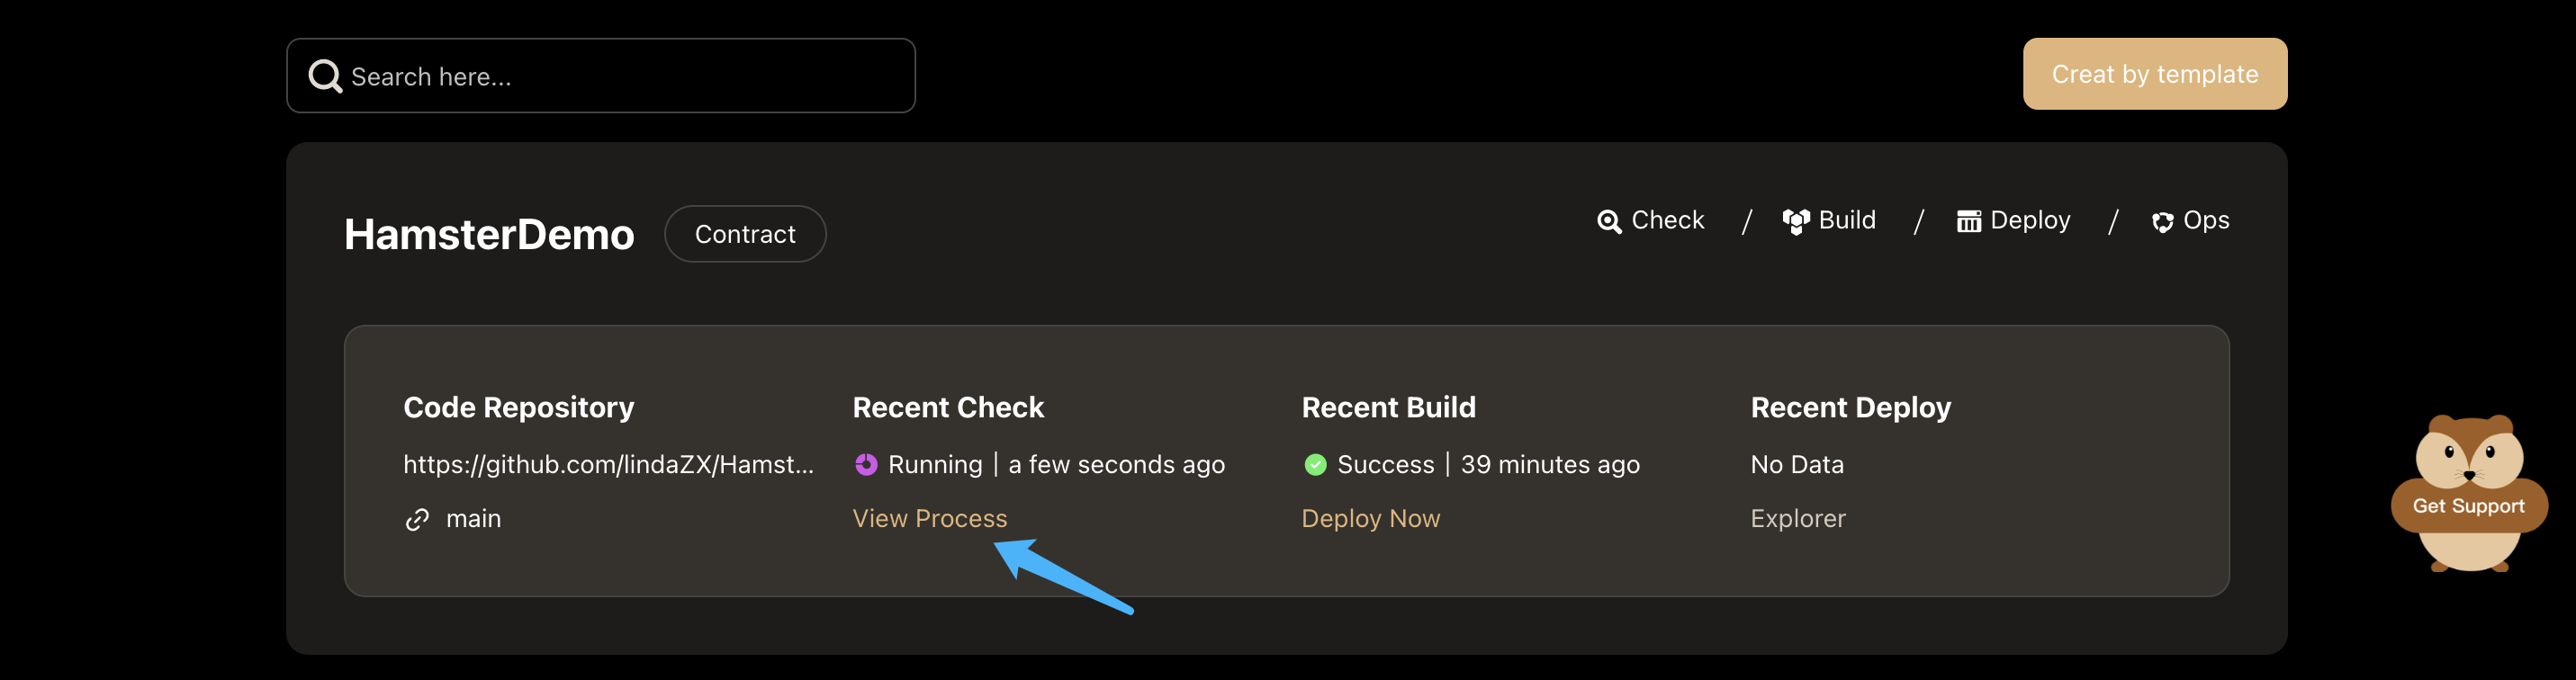 Search here...
Creat by template
HamsterDemo
Contract
Check / Build / Deploy / Ops
Code Repository
https://github.com/lindaZX/Hamst...
main
Recent Check
Running | a few seconds ago
View Process
Recent Build
Success | 39 minutes ago
Deploy Now
Recent Deploy
No Data
Explorer
Get Support